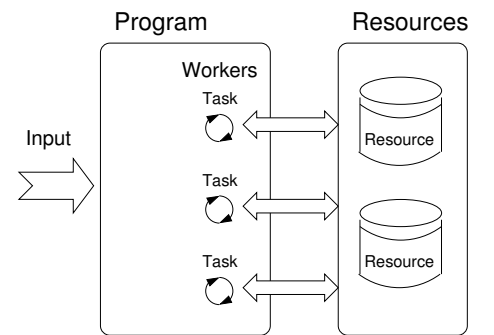 Program
Resources
Workers
Task
Input
Resource
Task
Task
Resource